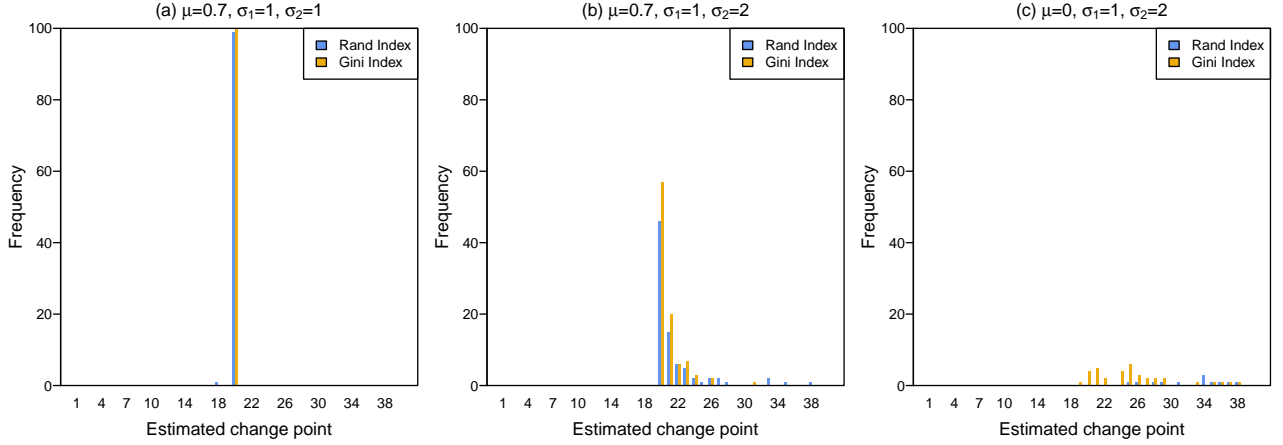 (a) μ=0.7, σ₁=1, σ₂=1
100
80
60
40
20
0
Frequency
Rand Index
Gini Index
1 4 7 10 14 18 22 26 30 34 38
Estimated change point
(b) μ=0.7, σ₁=1, σ₂=2
100
80
60
40
20
0
Frequency
Rand Index
Gini Index
1 4 7 10 14 18 22 26 30 34 38
Estimated change point
(c) μ=0, σ₁=1, σ₂=2
100
80
60
40
20
0
Frequency
Rand Index
Gini Index
1 4 7 10 14 18 22 26 30 34 38
Estimated change point